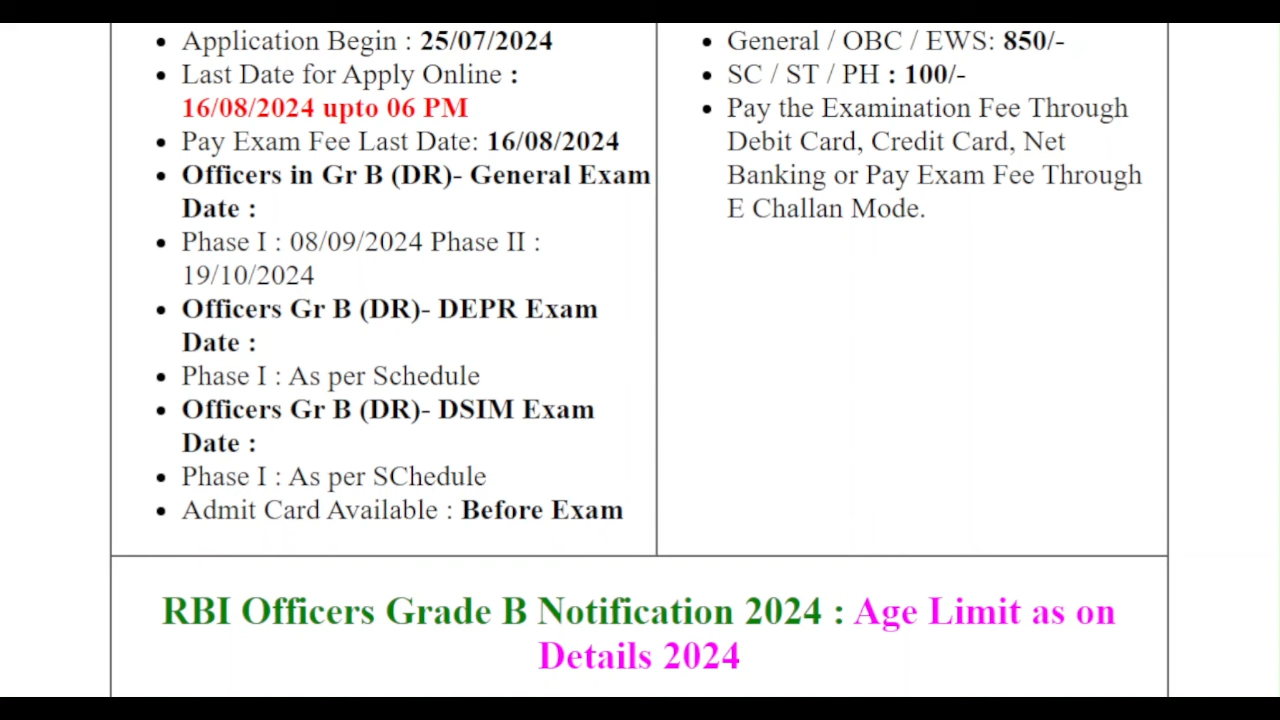 Application Begin : 25/07/2024
Last Date for Apply Online :
16/08/2024 upto 06 PM
Pay Exam Fee Last Date: 16/08/2024
Officers in Gr B (DR)- General Exam
Date :
Phase I : 08/09/2024 Phase II :
19/10/2024
Officers Gr B (DR)- DEPR Exam
Date :
Phase I : As per Schedule
Officers Gr B (DR)- DSIM Exam
Date :
Phase I : As per SChedule
Admit Card Available : Before Exam
General / OBC / EWS: 850/-
SC / ST / PH : 100/-
Pay the Examination Fee Through
Debit Card, Credit Card, Net
Banking or Pay Exam Fee Through
E Challan Mode.
RBI Officers Grade B Notification 2024 : Age Limit as on
Details 2024